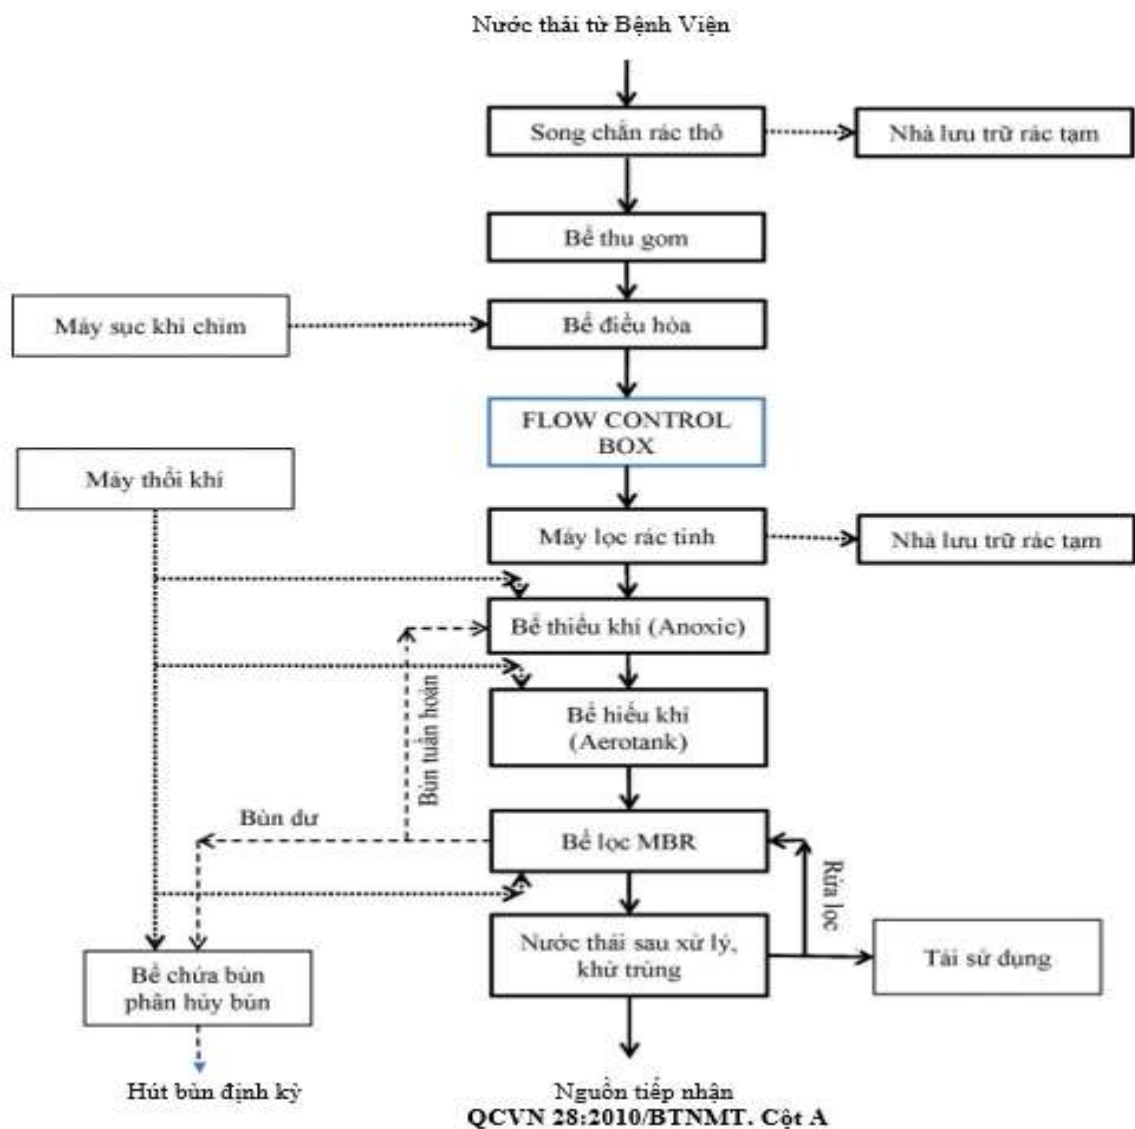 Nước thải từ Bệnh Viện
Song chắn rác thô
Nhà lưu trữ rác tạm
Bể thu gom
Máy sục khí chìm
Bể điều hòa
FLOW CONTROL
BOX
Máy thổi khí
Máy lọc rác tinh
Nhà lưu trữ rác tạm
Bể thiếu khí (Anoxic)
Bùn tuần hoàn
Bể hiếu khí
(Aerotank)
Bùn dư
Bể lọc MBR
Rửa lọc
Nước thải sau xử lý,
khử trùng
Tái sử dụng
Bể chứa bùn
phân hủy bùn
Hút bùn định kỳ
Nguồn tiếp nhận
QCVN 28:2010/BTNMT. Cột A